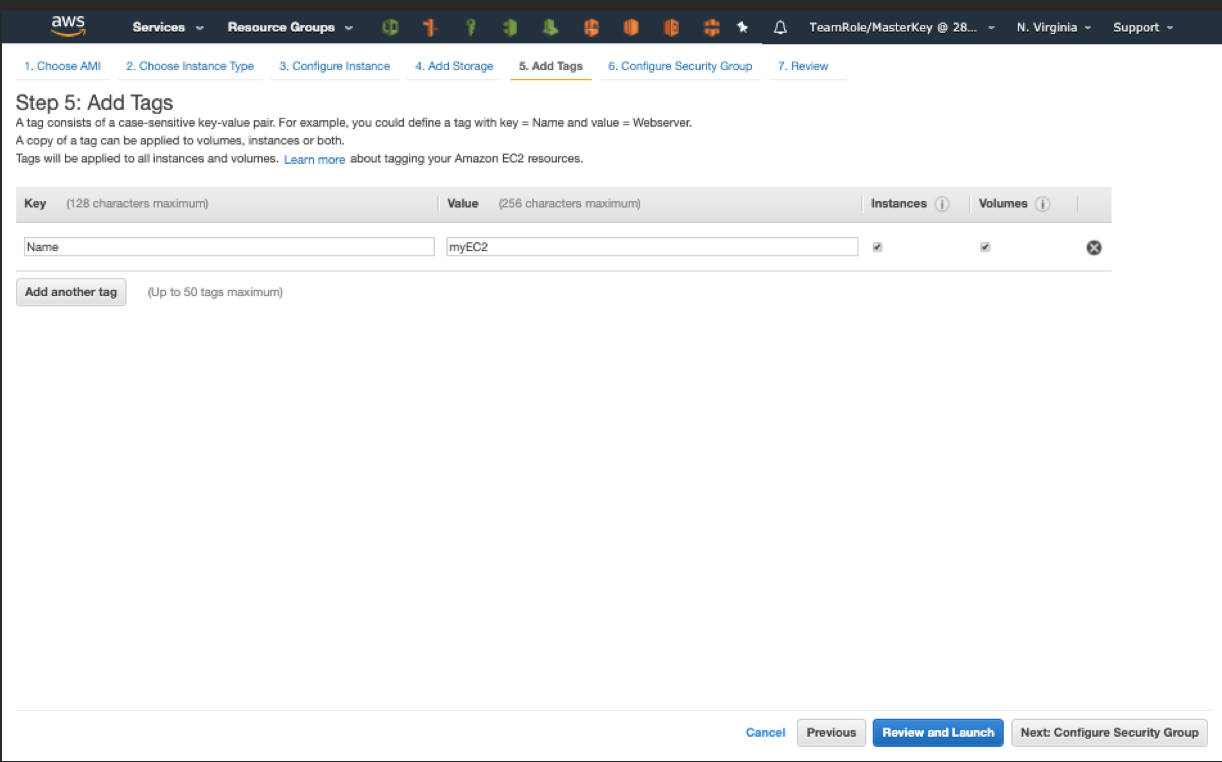 aws Services Resource Groups TeamRole/MasterKey @ 28... N. Virginia Support
1. Choose AMI 2. Choose Instance Type 3. Configure Instance 4. Add Storage 5. Add Tags 6. Configure Security Group 7. Review
Step 5: Add Tags
A tag consists of a case-sensitive key-value pair. For example, you could define a tag with key = Name and value = Webserver.
A copy of a tag can be applied to volumes, instances or both.
Tags will be applied to all instances and volumes. Learn more about tagging your Amazon EC2 resources.
Key (128 characters maximum) Value (256 characters maximum) Instances i Volumes i
Name myEC2
Add another tag (Up to 50 tags maximum)
Cancel Previous Review and Launch Next: Configure Security Group